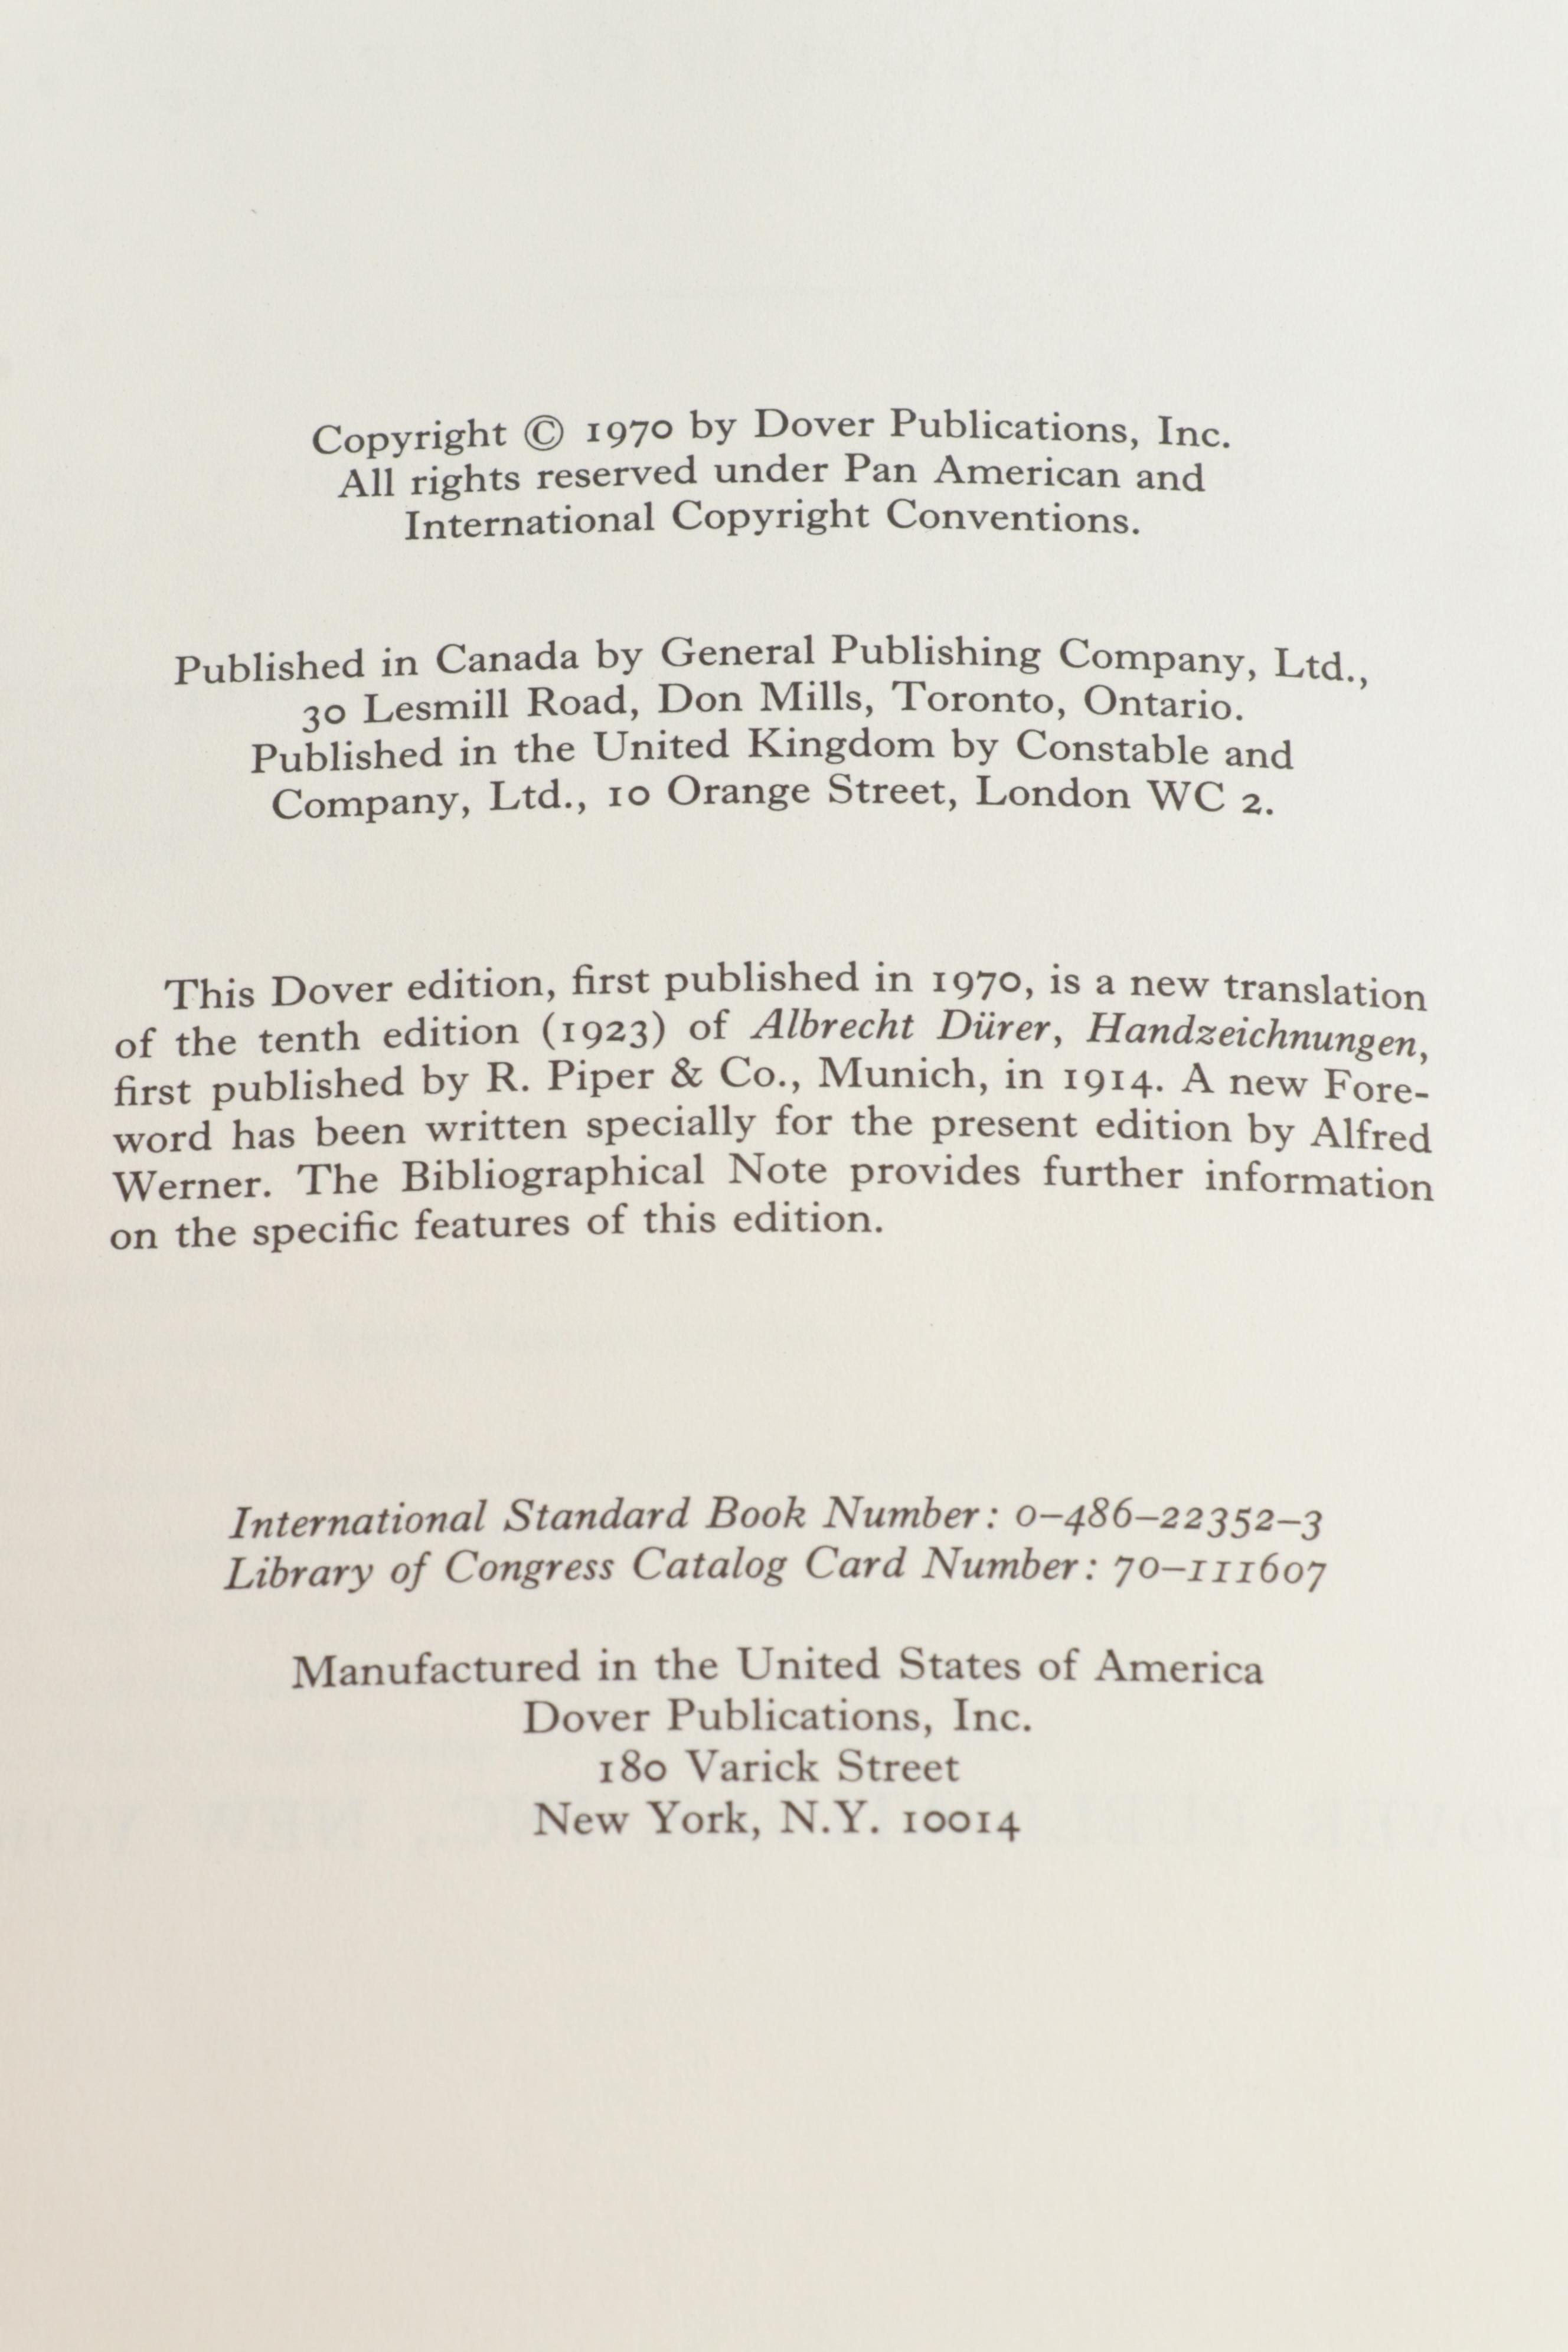 Copyright © 1970 by Dover Publications, Inc.
All rights reserved under Pan American and
International Copyright Conventions.
Published in Canada by General Publishing Company, Ltd.,
30 Lesmill Road, Don Mills, Toronto, Ontario.
Published in the United Kingdom by Constable and
Company, Ltd., 10 Orange Street, London WC 2.
This Dover edition, first published in 1970, is a new translation
of the tenth edition (1923) of Albrecht Dürer, Handzeichnungen,
first published by R. Piper & Co., Munich, in 1914. A new Fore-
word has been written specially for the present edition by Alfred
Werner. The Bibliographical Note provides further information
on the specific features of this edition.
International Standard Book Number: 0–486–22352–3
Library of Congress Catalog Card Number: 70–111607
Manufactured in the United States of America
Dover Publications, Inc.
180 Varick Street
New York, N.Y. 10014